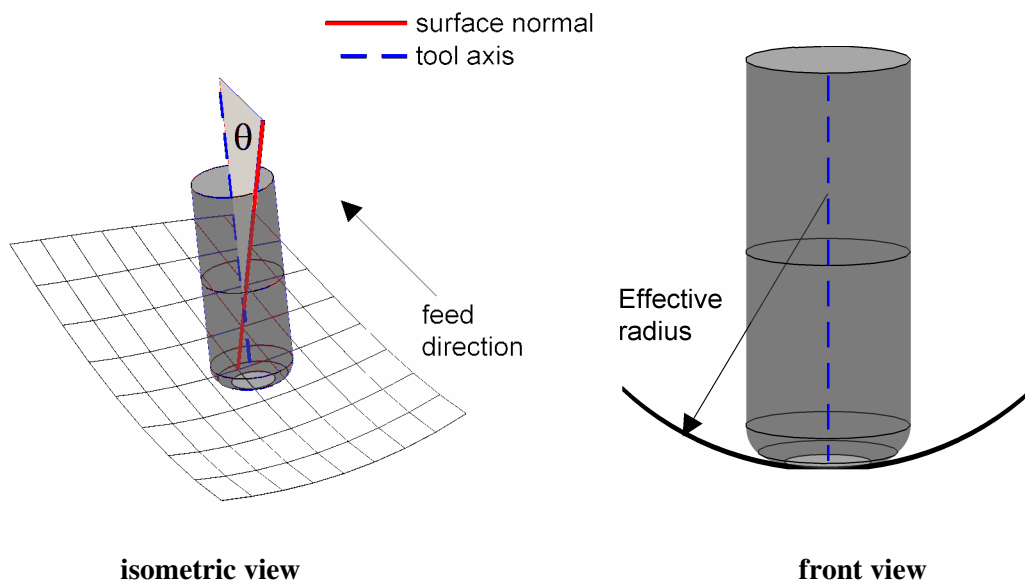 surface normal
tool axis
θ
feed
direction
Effective
radius
isometric view
front view